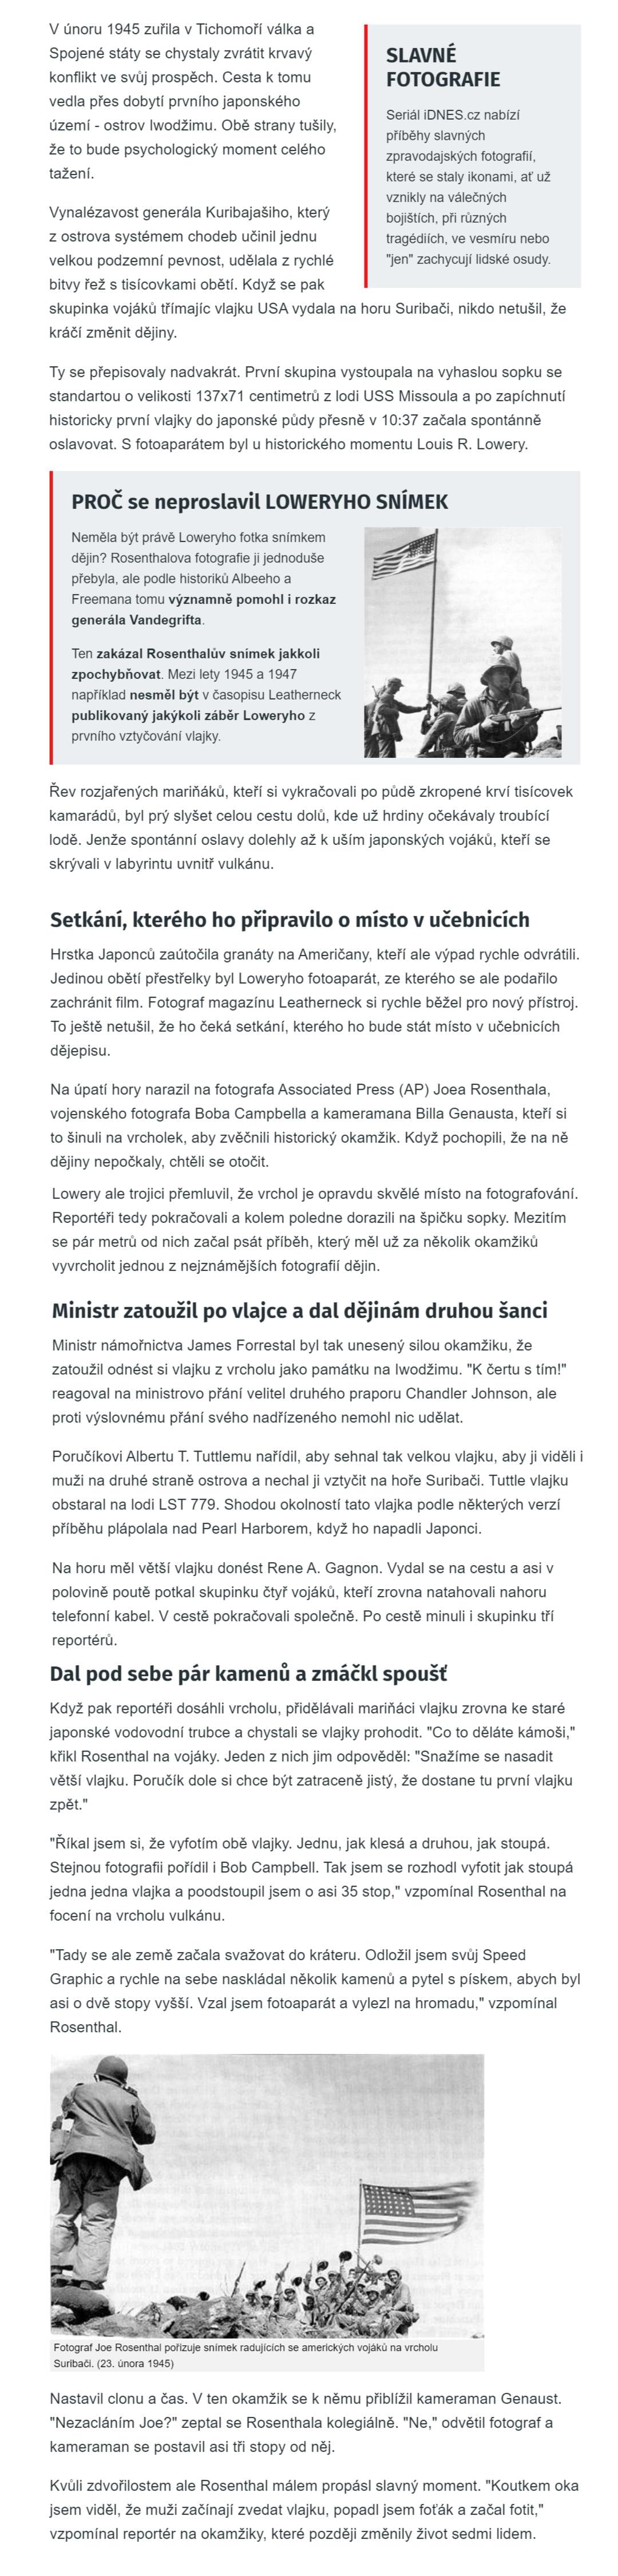 V únoru 1945 zuřila v Tichomoří válka a
Spojené státy se chystaly zvrátit krvavý
konflikt ve svůj prospěch. Cesta k tomu
vedla přes dobytí prvního japonského
území - ostrov Iwodžimu. Obě strany tušily,
že to bude psychologický moment celého
tažení.
SLAVNÉ
FOTOGRAFIE
Seriál iDNES.cz nabízí
příběhy slavných
zpravodajských fotografií,
které se staly ikonami, ať už
vznikly na válečných
bojištích, při různých
tragédiích, ve vesmíru nebo
"jen" zachycují lidské osudy.
Vynalézavost generála Kuribajašiho, který
z ostrova systémem chodeb učinil jednu
velkou podzemní pevnost, udělala z rychlé
bitvy řež s tisícovkami obětí. Když se pak
skupinka vojáků třímajíc vlajku USA vydala na horu Suribači, nikdo netušil, že
kráčí změnit dějiny.
Ty se přepisovaly nadvakrát. První skupina vystoupala na vyhaslou sopku se
standartou o velikosti 137x71 centimetrů z lodi USS Missoula a po zapíchnutí
historicky první vlajky do japonské půdy přesně v 10:37 začala spontánně
oslavovat. S fotoaparátem byl u historického momentu Louis R. Lowery.
PROČ se neproslavil LOWERYHO SNÍMEK
Neměla být právě Loweryho fotka snímkem
dějin? Rosenthalova fotografie ji jednoduše
přebyla, ale podle historiků Albeeho a
Freemana tomu významně pomohl i rozkaz
generála Vandegrifta.
Ten zakázal Rosenthalův snímek jakkoli
zpochybňovat. Mezi lety 1945 a 1947
například nesměl být v časopisu Leatherneck
publikovaný jakýkoli záběr Loweryho z
prvního vztyčování vlajky.
Řev rozjařených mariňáků, kteří si vykračovali po půdě zkropené krví tisícovek
kamarádů, byl prý slyšet celou cestu dolů, kde už hrdiny očekávaly troubící
lodě. Jenže spontánní oslavy dolehly až k uším japonských vojáků, kteří se
skrývali v labyrintu uvnitř vulkánu.
Setkání, kterého ho připravilo o místo v učebnicích
Hrstka Japonců zaútočila granáty na Američany, kteří ale výpad rychle odvrátili.
Jedinou obětí přestřelky byl Loweryho fotoaparát, ze kterého se ale podařilo
zachránit film. Fotograf magazínu Leatherneck si rychle běžel pro nový přístroj.
To ještě netušil, že ho čeká setkání, kterého ho bude stát místo v učebnicích
dějepisu.
Na úpatí hory narazil na fotografa Associated Press (AP) Joea Rosenthala,
vojenského fotografa Boba Campbella a kameramana Billa Genausta, kteří si
to šinuli na vrcholek, aby zvěčnili historický okamžik. Když pochopili, že na ně
dějiny nepočkaly, chtěli se otočit.
Lowery ale trojici přemluvil, že vrchol je opravdu skvělé místo na fotografování.
Reportéři tedy pokračovali a kolem poledne dorazili na špičku sopky. Mezitím
se pár metrů od nich začal psát příběh, který měl už za několik okamžiků
vyvrcholit jednou z nejznámějších fotografií dějin.
Ministr zatoužil po vlajce a dal dějinám druhou šanci
Ministr námořnictva James Forrestal byl tak unesený silou okamžiku, že
zatoužil odnést si vlajku z vrcholu jako památku na Iwodžimu. "K čertu s tím!"
reagoval na ministrovo přání velitel druhého praporu Chandler Johnson, ale
proti výslovnému přání svého nadřízeného nemohl nic udělat.
Poručíkovi Albertu T. Tuttlemu nařídil, aby sehnal tak velkou vlajku, aby ji viděli i
muži na druhé straně ostrova a nechal ji vztyčit na hoře Suribači. Tuttle vlajku
obstaral na lodi LST 779. Shodou okolností tato vlajka podle některých verzí
příběhu plápolala nad Pearl Harborem, když ho napadli Japonci.
Na horu měl větší vlajku donést Rene A. Gagnon. Vydal se na cestu a asi v
polovině poutě potkal skupinku čtyř vojáků, kteří zrovna natahovali nahoru
telefonní kabel. V cestě pokračovali společně. Po cestě minuli i skupinku tří
reportérů.
Dal pod sebe pár kamenů a zmáčkl spoušť
Když pak reportéři dosáhli vrcholu, přidělávali mariňáci vlajku zrovna ke staré
japonské vodovodní trubce a chystali se vlajky prohodit. "Co to děláte kámoši,"
křikl Rosenthal na vojáky. Jeden z nich jim odpověděl: "Snažíme se nasadit
větší vlajku. Poručík dole si chce být zatraceně jistý, že dostane tu první vlajku
zpět."
"Říkal jsem si, že vyfotím obě vlajky. Jednu, jak klesá a druhou, jak stoupá.
Stejnou fotografii pořídil i Bob Campbell. Tak jsem se rozhodl vyfotit jak stoupá
jedna jedna vlajka a poodstoupil jsem o asi 35 stop," vzpomínal Rosenthal na
focení na vrcholu vulkánu.
"Tady se ale země začala svažovat do kráteru. Odložil jsem svůj Speed
Graphic a rychle na sebe naskládal několik kamenů a pytel s pískem, abych byl
asi o dvě stopy vyšší. Vzal jsem fotoaparát a vylezl na hromadu," vzpomínal
Rosenthal.
Fotograf Joe Rosenthal pořizuje snímek radujících se amerických vojáků na vrcholu
Suribači. (23. února 1945)
Nastavil clonu a čas. V ten okamžik se k němu přiblížil kameraman Genaust.
"Nezacláním Joe?" zeptal se Rosenthala kolegiálně. "Ne," odvětil fotograf a
kameraman se postavil asi tři stopy od něj.
Kvůli zdvořilostem ale Rosenthal málem propásl slavný moment. "Koutkem oka
jsem viděl, že muži začínají zvedat vlajku, popadl jsem foťák a začal fotit,"
vzpomínal reportér na okamžiky, které později změnily život sedmi lidem.